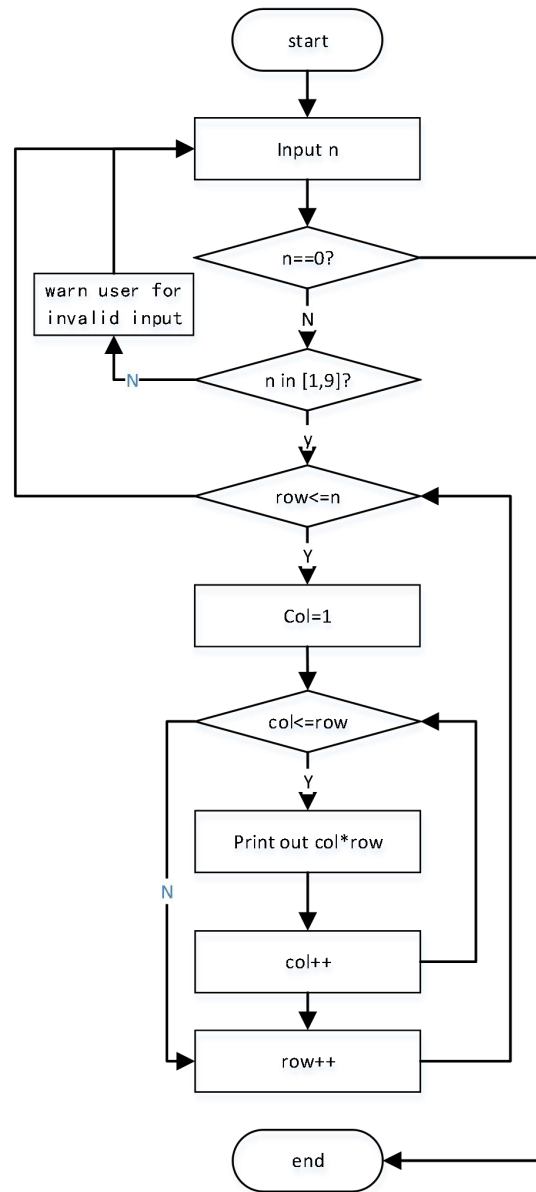 start
Input n
n==0?
warn user for
invalid input
N
n in [1,9]?
N
y
row<=n
Y
Col=1
col<=row
Y
Print out col*row
N
col++
row++
end